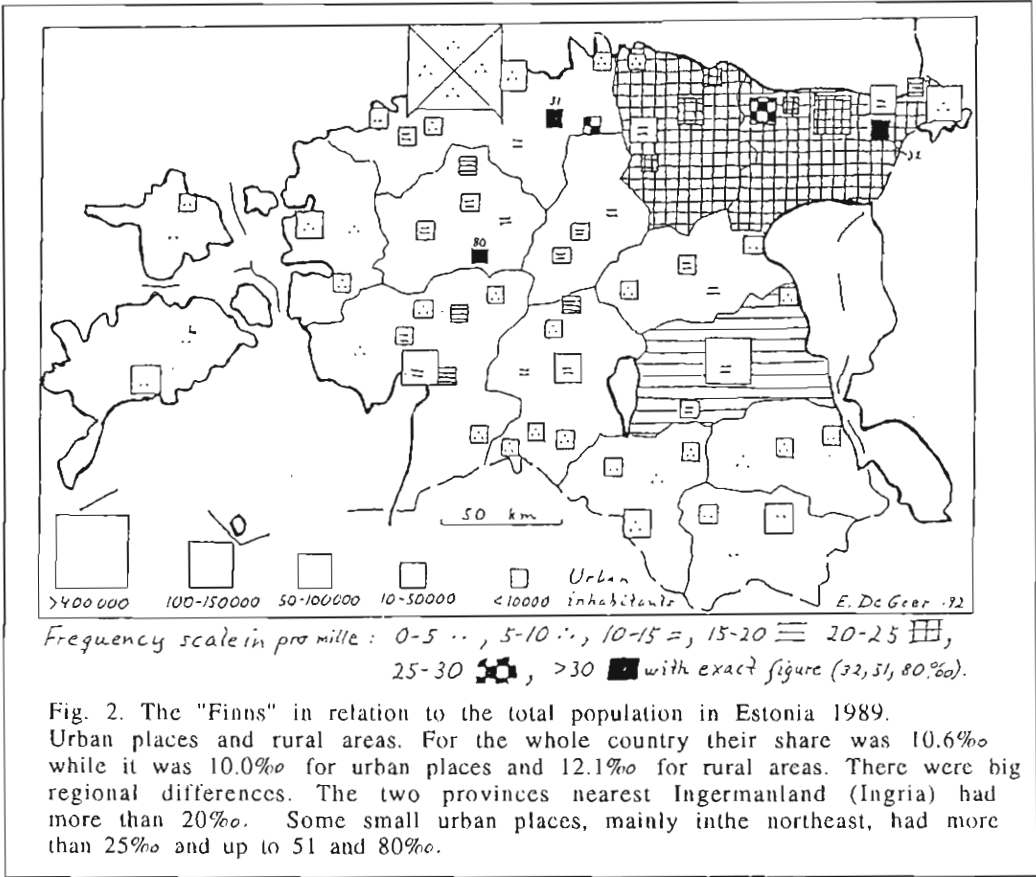 31
32
80
50 km
>400000 100-150000 50-100000 10-50000 <10000 Urban inhabitants
E. De Geer -92
Frequency scale in pro mille: 0-5 .., 5-10 ∴, 10-15 =, 15-20 ☰ 20-25 ▦,
25-30, >30 ■ with exact figure (32, 51, 80‰).
Fig. 2. The "Finns" in relation to the total population in Estonia 1989.
Urban places and rural areas. For the whole country their share was 10.6‰
while it was 10.0‰ for urban places and 12.1‰ for rural areas. There were big
regional differences. The two provinces nearest Ingermanland (Ingria) had
more than 20‰. Some small urban places, mainly inthe northeast, had more
than 25‰ and up to 51 and 80‰.